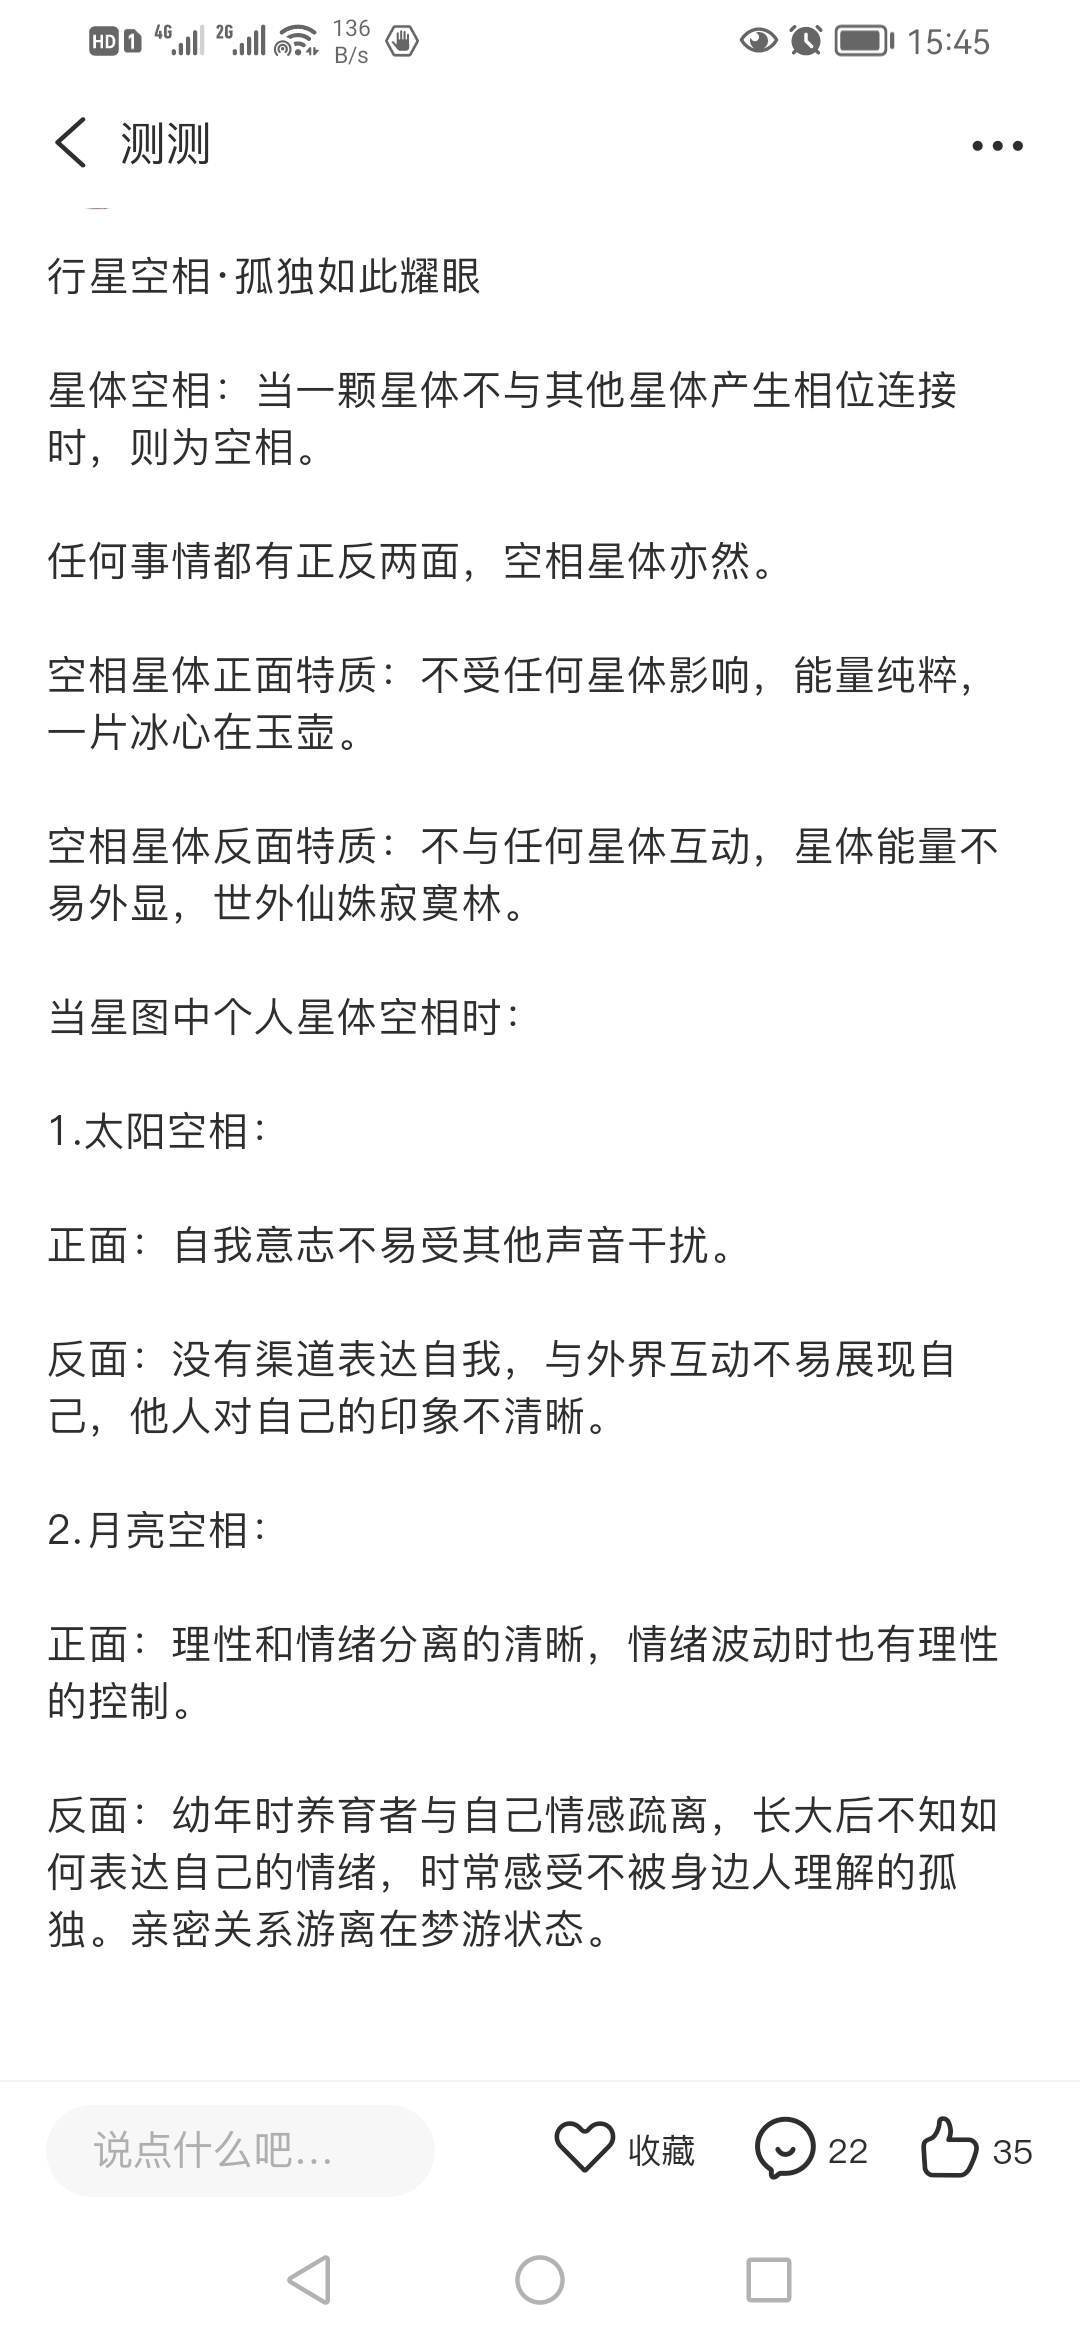 HD 1 4G 2G 136 B/s 15:45
测测
行星空相·孤独如此耀眼
星体空相：当一颗星体不与其他星体产生相位连接
时，则为空相。
任何事情都有正反两面，空相星体亦然。
空相星体正面特质：不受任何星体影响，能量纯粹，
一片冰心在玉壶。
空相星体反面特质：不与任何星体互动，星体能量不
易外显，世外仙姝寂寞林。
当星图中个人星体空相时：
1.太阳空相：
正面：自我意志不易受其他声音干扰。
反面：没有渠道表达自我，与外界互动不易展现自
己，他人对自己的印象不清晰。
2.月亮空相：
正面：理性和情绪分离的清晰，情绪波动时也有理性
的控制。
反面：幼年时养育者与自己情感疏离，长大后不知如
何表达自己的情绪，时常感受不被身边人理解的孤
独。亲密关系游离在梦游状态。
说点什么吧... 收藏 22 35